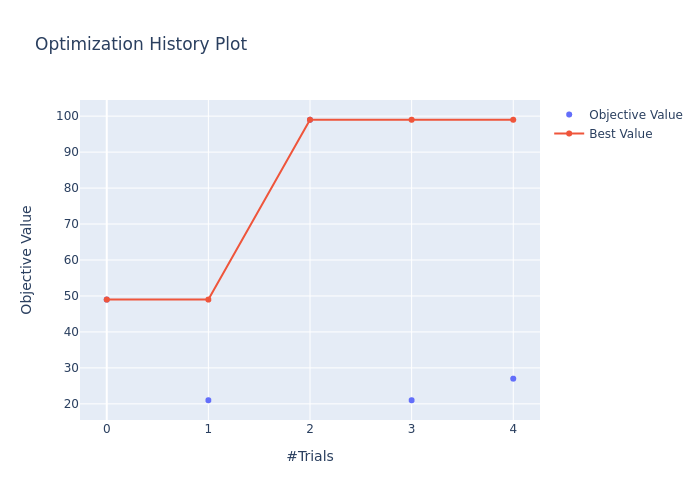 Optimization History Plot
Objective Value
100
90
80
70
60
50
40
30
20
0 1 2 3 4
#Trials
Objective Value
Best Value